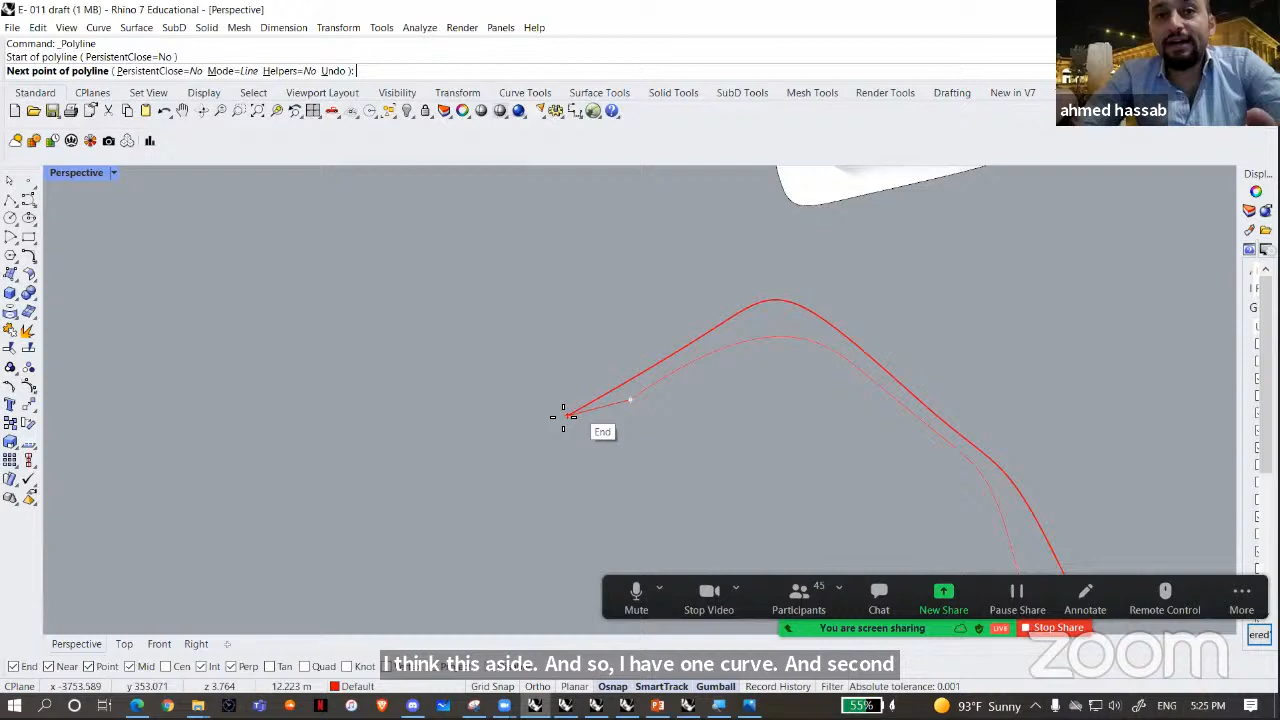 E- 011 draft (1 MB) - Rhino 7 Educational - [Perspective]
File Edit View Curve Surface SubD Solid Mesh Dimension Transform Tools Analyze Render Panels Help
Command: _Polyline
Start of polyline ( PersistentClose=No )
Next point of polyline ( PersistentClose=No Mode=Line Helpers=No Undo ):
Standard CPlanes Set View Display Select Viewport Layout Visibility Transform Curve Tools Surface Tools Solid Tools SubD Tools Mesh Tools Render Tools Drafting New in V7
ahmed hassab
Perspective
Displ...
End
45
Mute Stop Video Participants Chat New Share Pause Share Annotate Remote Control More
You are screen sharing LIVE Stop Share
ered
zoom
Perspective Top Front Right
I think this aside. And so, I have one curve. And second
End Near Point Mid Cen Int Perp Tan Quad Knot
CPlane x -3753.589 y 353.071 z 3.764 12.223 m Default Grid Snap Ortho Planar Osnap SmartTrack Gumball Record History Filter Absolute tolerance: 0.001
55% 93°F Sunny 5:25 PM